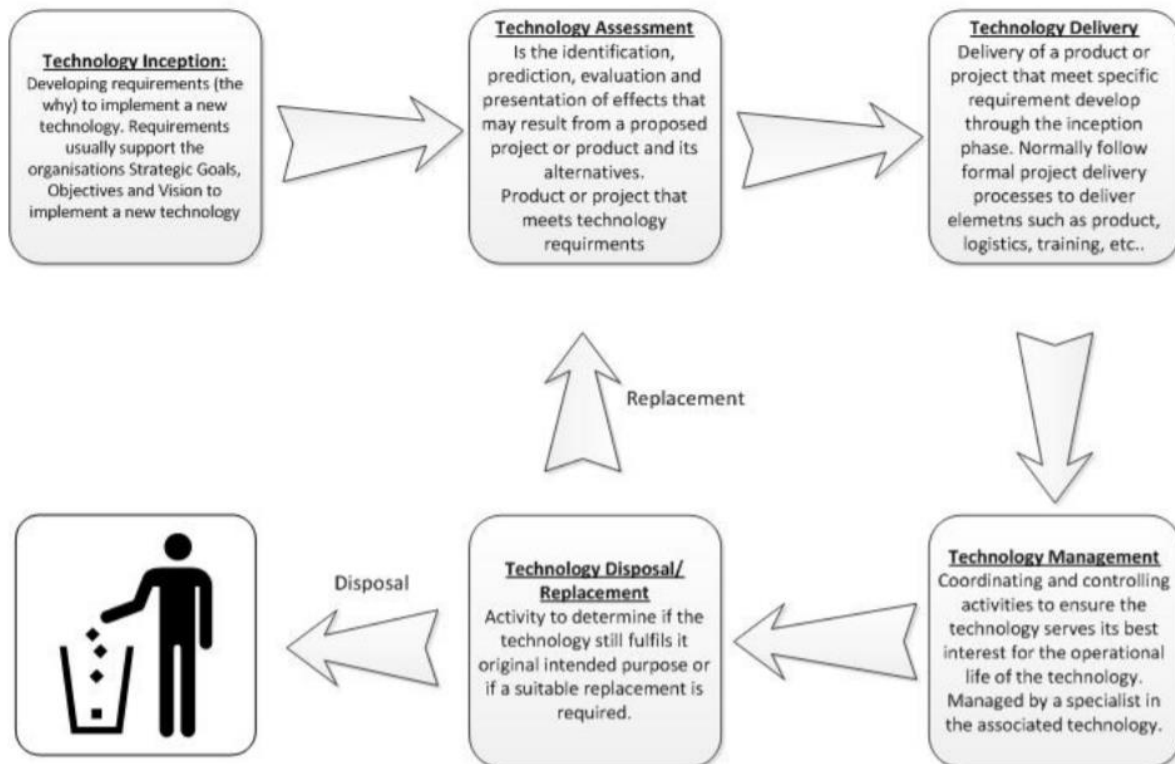 Technology Inception:
Developing requirements (the
why) to implement a new
technology. Requirements
usually support the
organisations Strategic Goals,
Objectives and Vision to
implement a new technology
Technology Assessment
Is the identification,
prediction, evaluation and
presentation of effects that
may result from a proposed
project or product and its
alternatives.
Product or project that
meets technology
requirments
Technology Delivery
Delivery of a product or
project that meet specific
requirement develop
through the inception
phase. Normally follow
formal project delivery
processes to deliver
elemetns such as product,
logistics, training, etc..
Replacement
Disposal
Technology Disposal/
Replacement
Activity to determine if the
technology still fulfils it
original intended purpose or
if a suitable replacement is
required.
Technology Management
Coordinating and controlling
activities to ensure the
technology serves its best
interest for the operational
life of the technology.
Managed by a specialist in
the associated technology.